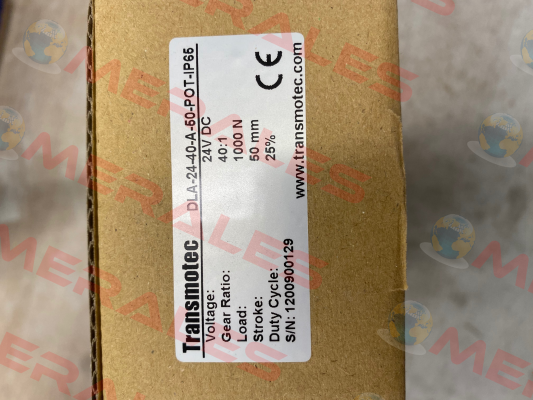 Transmotec DLA-24-40-A-50-POT-IP65
Voltage: 24V DC
Gear Ratio: 40:1
Load: 1000 N
Stroke: 50 mm
Duty Cycle: 25%
S/N: 1200900129
www.transmotec.com
CE
MERALES